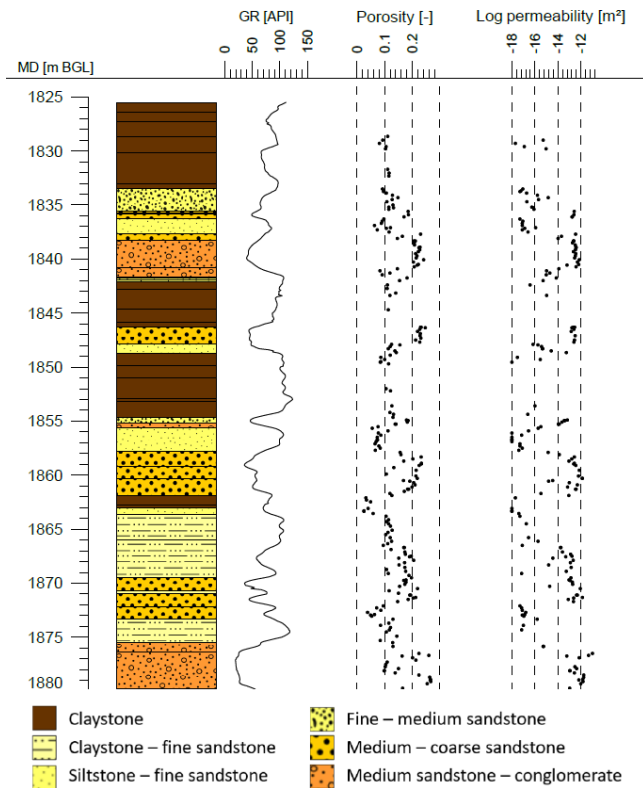 GR [API] Porosity [-] Log permeability [m²]
0 50 100 150 0 0.1 0.2 -18 -16 -14 -12
MD [m BGL]
1825
1830
1835
1840
1845
1850
1855
1860
1865
1870
1875
1880
Claystone Fine – medium sandstone
Claystone – fine sandstone Medium – coarse sandstone
Siltstone – fine sandstone Medium sandstone – conglomerate